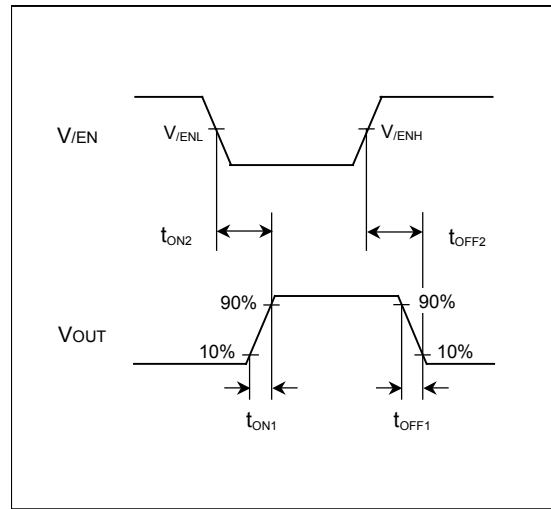 V/EN
V/ENL
V/ENH
tON2
tOFF2
90%
90%
VOUT
10%
10%
tON1
tOFF1